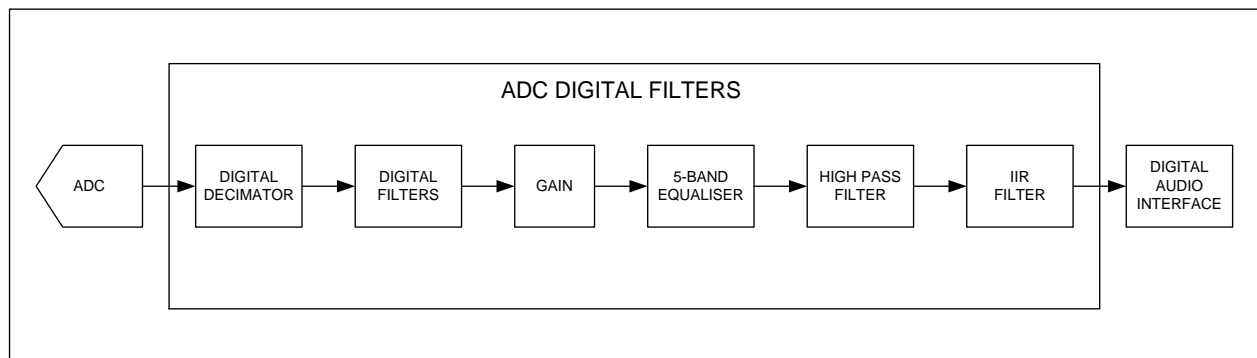 ADC DIGITAL FILTERS
ADC
DIGITAL
DECIMATOR
DIGITAL
FILTERS
GAIN
5-BAND
EQUALISER
HIGH PASS
FILTER
IIR
FILTER
DIGITAL
AUDIO
INTERFACE